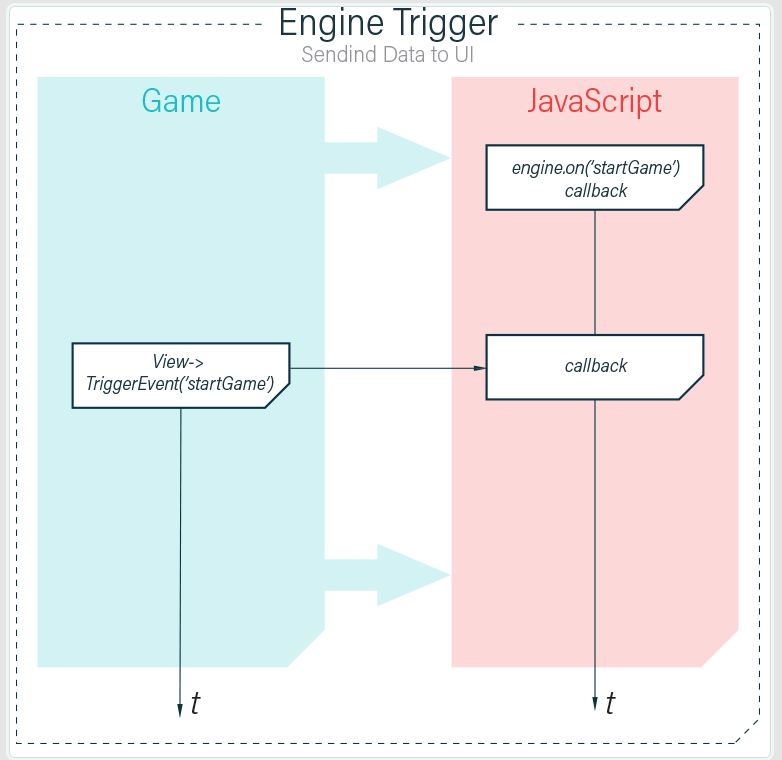 Engine Trigger
Sendind Data to UI
Game
JavaScript
engine.on('startGame')
callback
View->
TriggerEvent('startGame')
callback
t
t